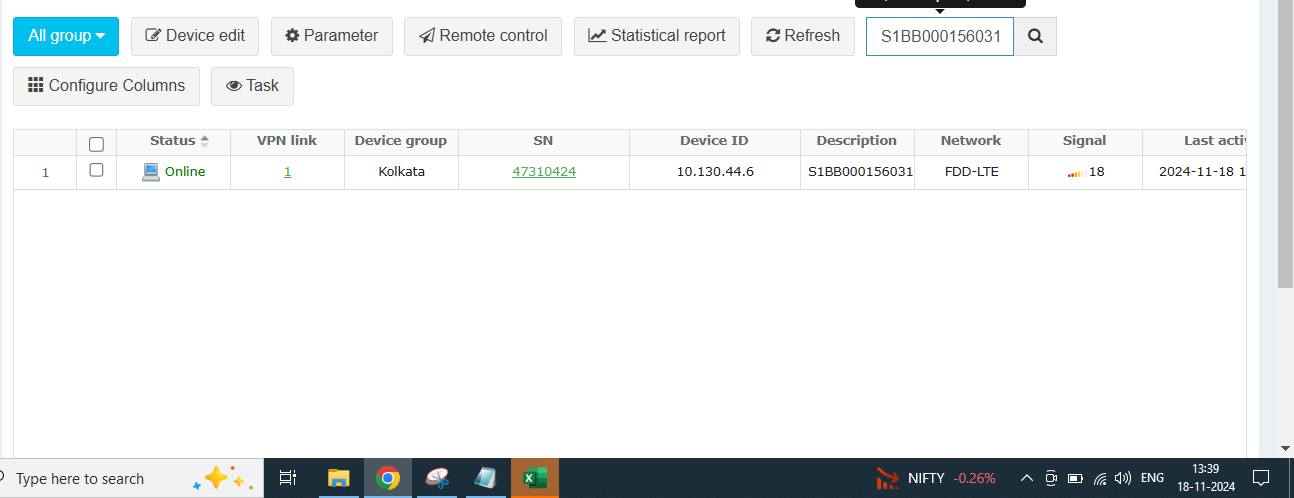 All group
Device edit
Parameter
Remote control
Statistical report
Refresh
S1BB000156031
Configure Columns
Task
Status VPN link Device group SN Device ID Description Network Signal Last activ
1 Online 1 Kolkata 47310424 10.130.44.6 S1BB000156031 FDD-LTE 18 2024-11-18 1
Type here to search
NIFTY -0.26%
ENG
13:39
18-11-2024